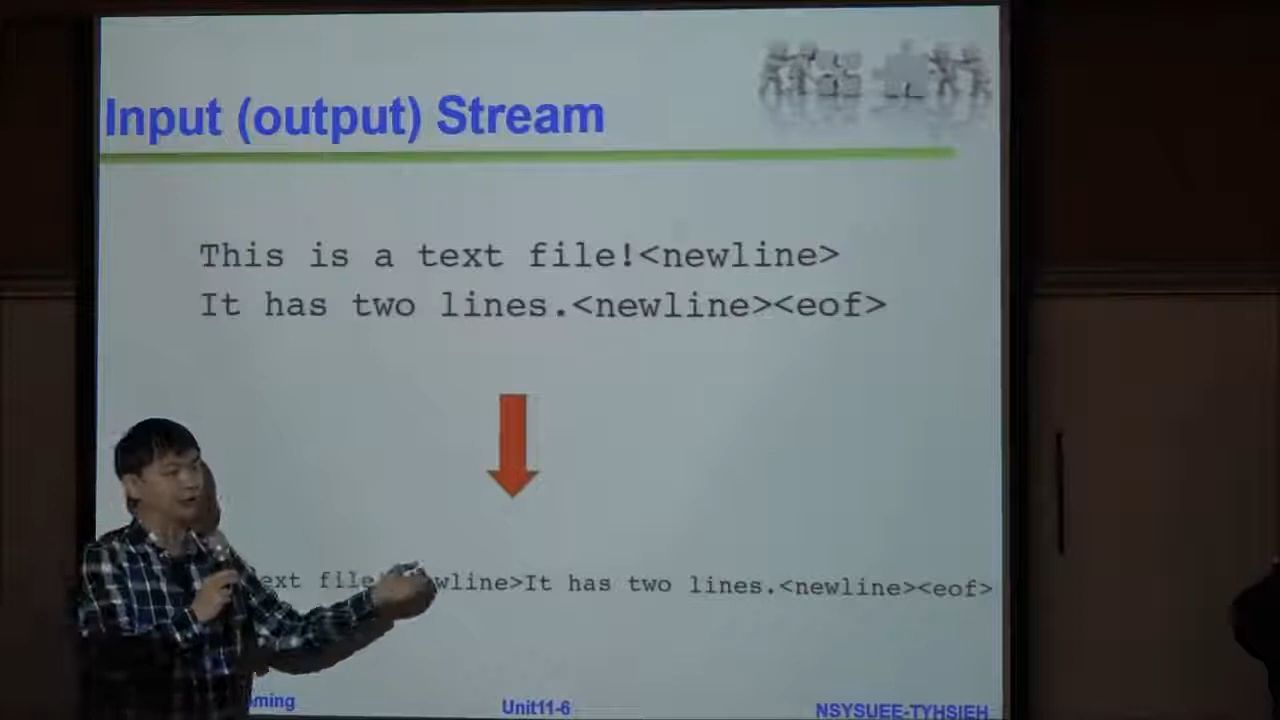 Input (output) Stream
This is a text file!<newline>
It has two lines.<newline><eof>
ext file wline>It has two lines.<newline><eof>
ming
Unit11-6
NSYSUEE-TYHSIEH